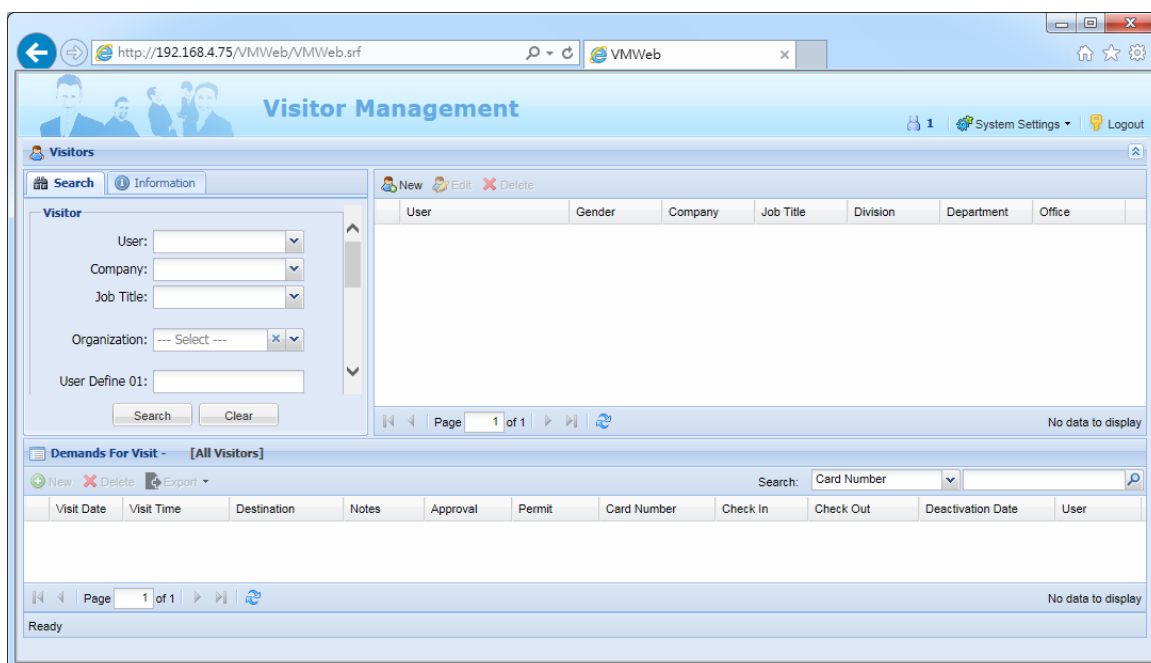 http://192.168.4.75/VMWeb/VMWeb.srf VMWeb
Visitor Management
1 System Settings Logout
Visitors
Search Information
New Edit Delete
Visitor
User:
Company:
Job Title:
Organization: --- Select ---
User Define 01:
Search Clear
User Gender Company Job Title Division Department Office
Page 1 of 1 No data to display
Demands For Visit - [All Visitors]
New Delete Export Search: Card Number
Visit Date Visit Time Destination Notes Approval Permit Card Number Check In Check Out Deactivation Date User
Page 1 of 1 No data to display
Ready